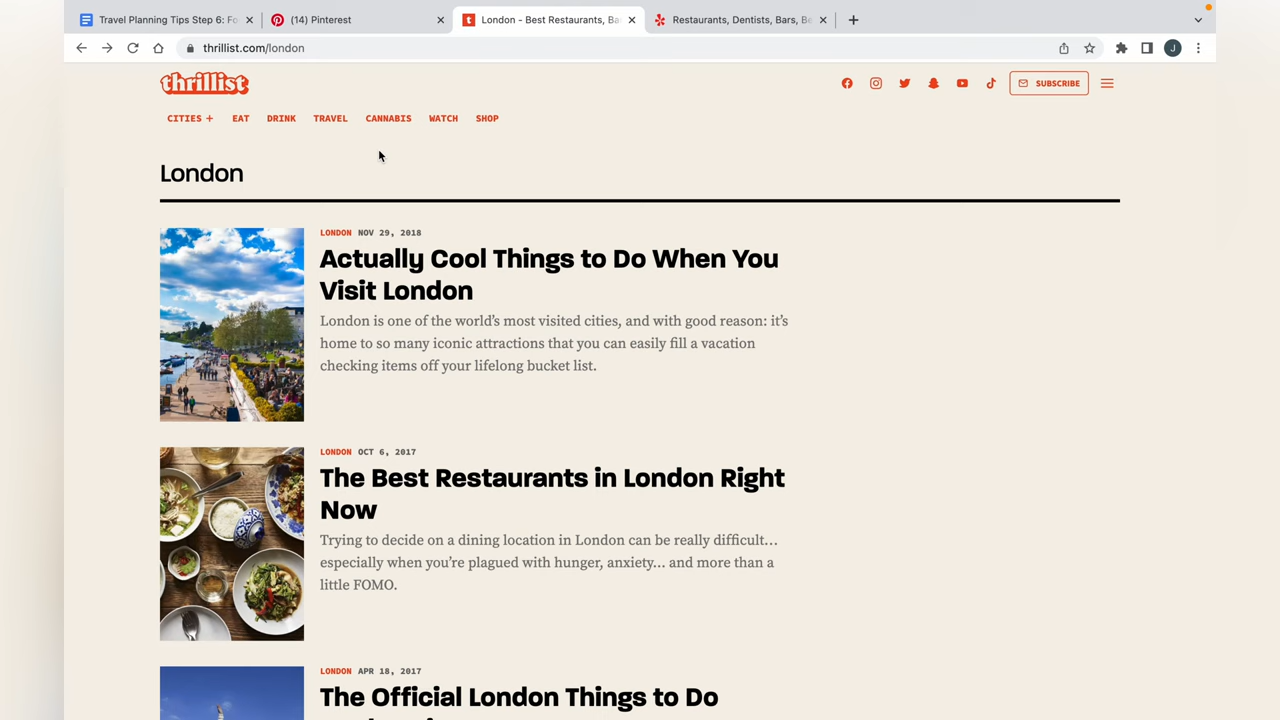 Travel Planning Tips Step 6: Fo
(14) Pinterest
London - Best Restaurants, Ba
Restaurants, Dentists, Bars, Be
thrillist.com/london
J
thrillist
SUBSCRIBE
CITIES + EAT DRINK TRAVEL CANNABIS WATCH SHOP
London
LONDON NOV 29, 2018
Actually Cool Things to Do When You
Visit London
London is one of the world's most visited cities, and with good reason: it's
home to so many iconic attractions that you can easily fill a vacation
checking items off your lifelong bucket list.
LONDON OCT 6, 2017
The Best Restaurants in London Right
Now
Trying to decide on a dining location in London can be really difficult...
especially when you're plagued with hunger, anxiety... and more than a
little FOMO.
LONDON APR 18, 2017
The Official London Things to Do